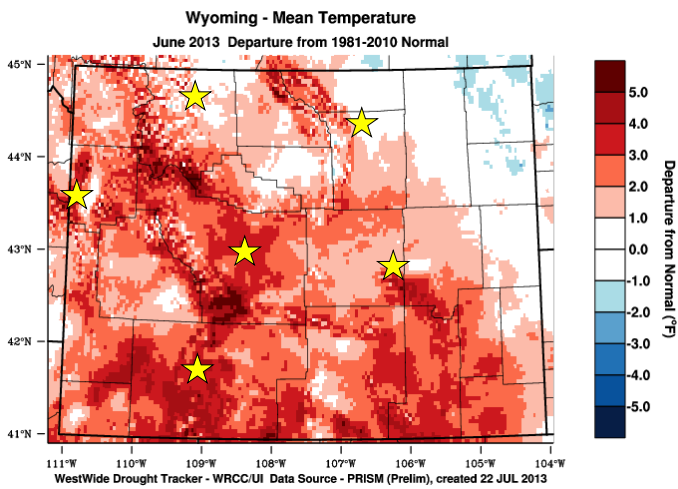 Wyoming - Mean Temperature
June 2013 Departure from 1981-2010 Normal
45°N
44°N
43°N
42°N
41°N
111°W 110°W 109°W 108°W 107°W 106°W 105°W 104°W
5.0
4.0
3.0
2.0
1.0
0.0
-1.0
-2.0
-3.0
-4.0
-5.0
Departure from Normal (°F)
WestWide Drought Tracker - WRCC/UI Data Source - PRISM (Prelim), created 22 JUL 2013